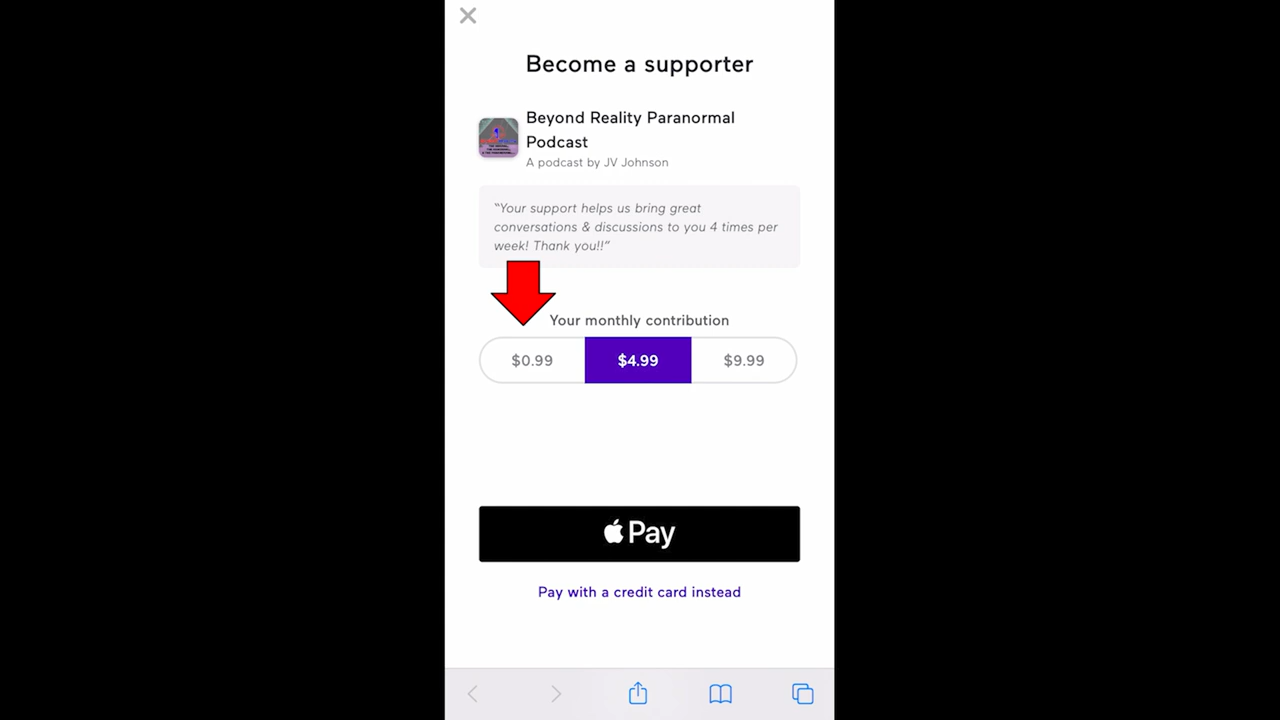 Become a supporter
Beyond Reality Paranormal
Podcast
A podcast by JV Johnson
“Your support helps us bring great
conversations & discussions to you 4 times per
week! Thank you!!”
Your monthly contribution
$0.99 $4.99 $9.99
Pay
Pay with a credit card instead